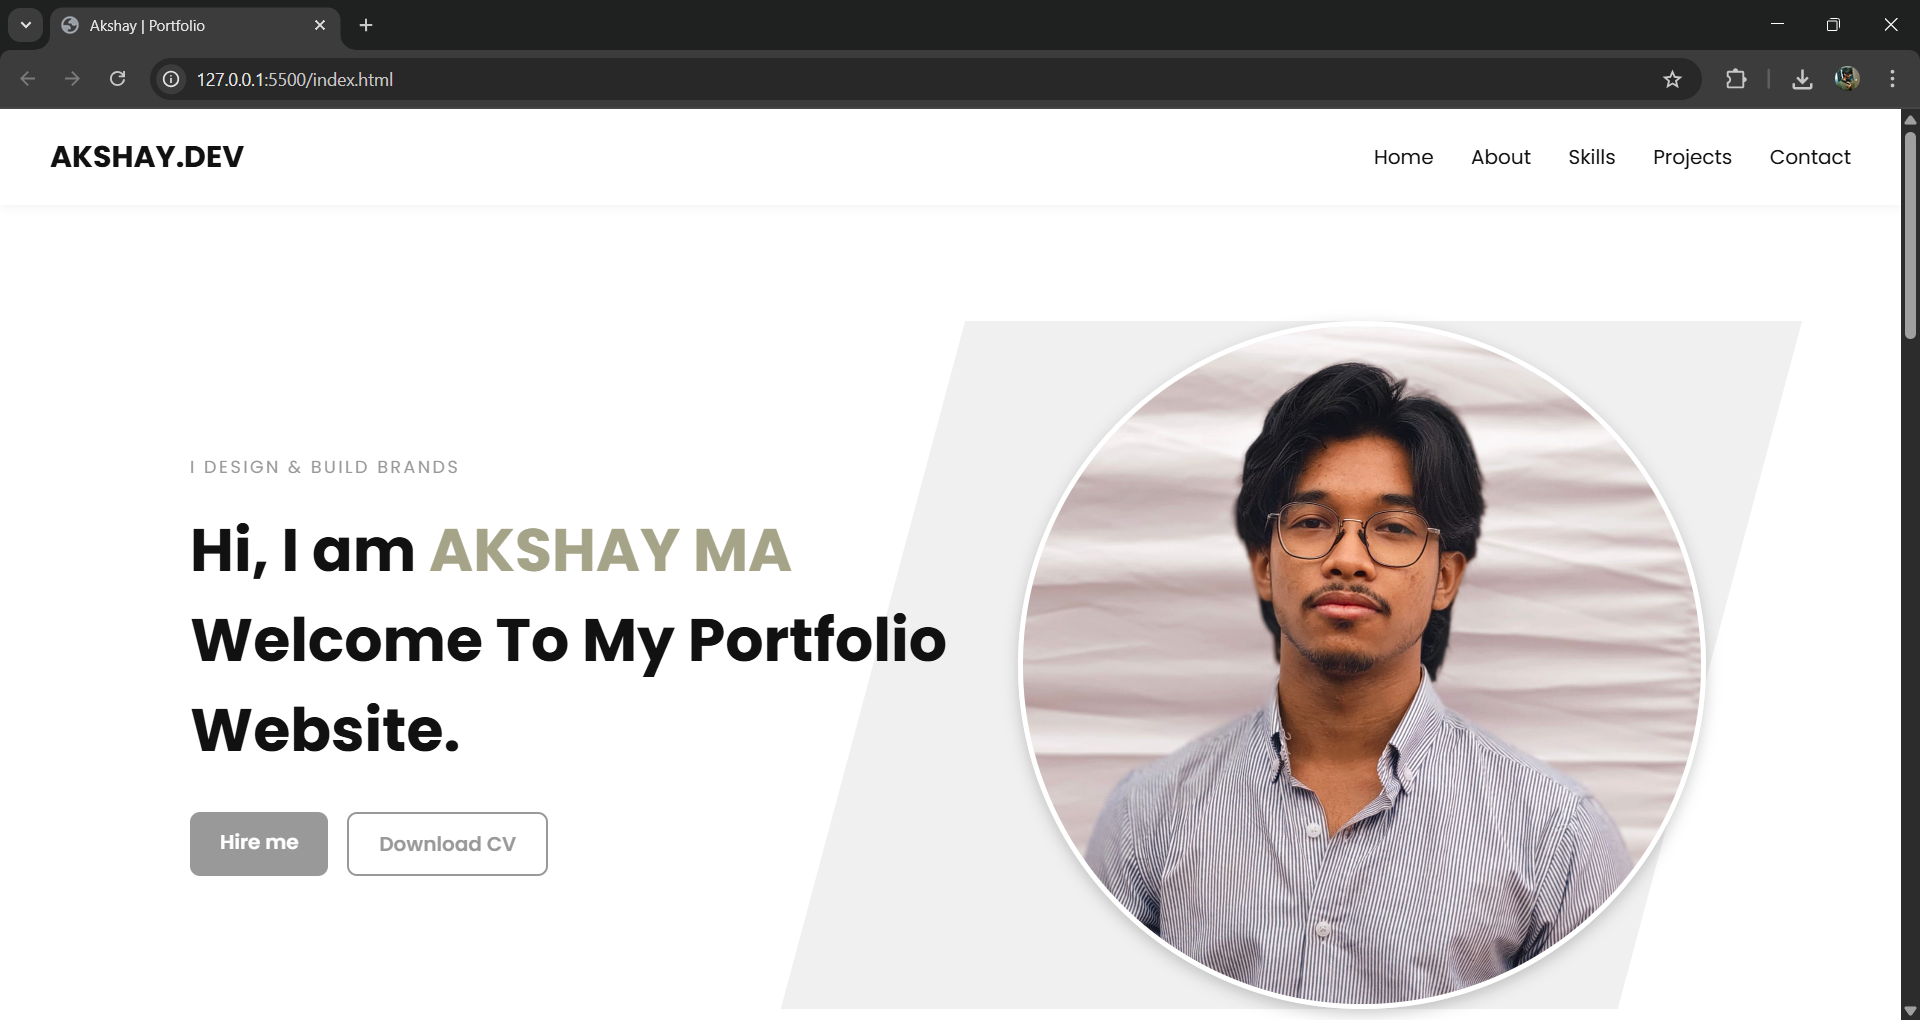 Akshay | Portfolio
127.0.0.1:5500/index.html
AKSHAY.DEV
Home About Skills Projects Contact
I DESIGN & BUILD BRANDS
Hi, I am AKSHAY MA
Welcome To My Portfolio
Website.
Hire me Download CV